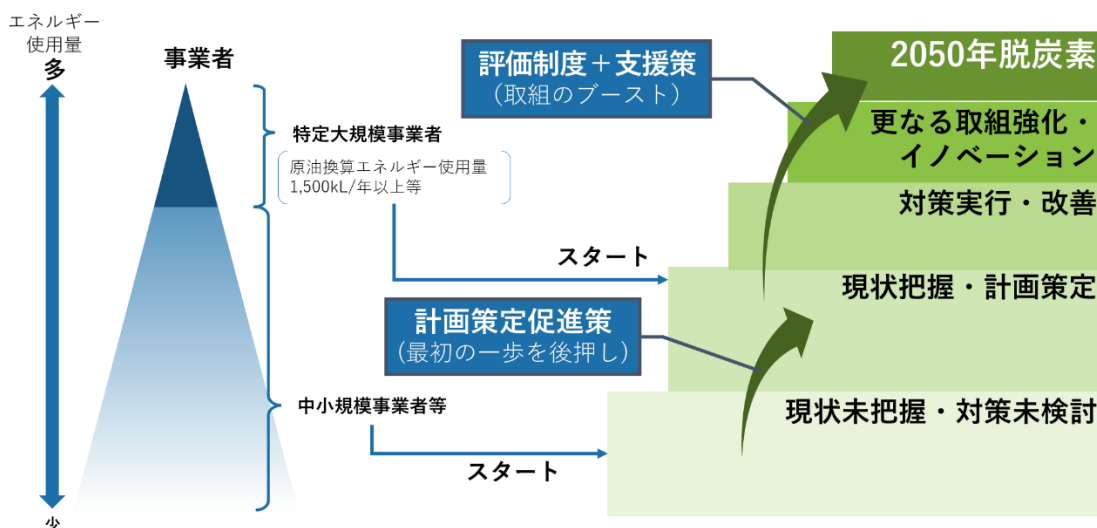 エネルギー
使用量
多
事業者
特定大規模事業者
原油換算エネルギー使用量
1,500kL/年以上等
スタート
中小規模事業者等
スタート
少
評価制度＋支援策
（取組のブースト）
計画策定促進策
（最初の一歩を後押し）
2050年脱炭素
更なる取組強化・
イノベーション
対策実行・改善
現状把握・計画策定
現状未把握・対策未検討